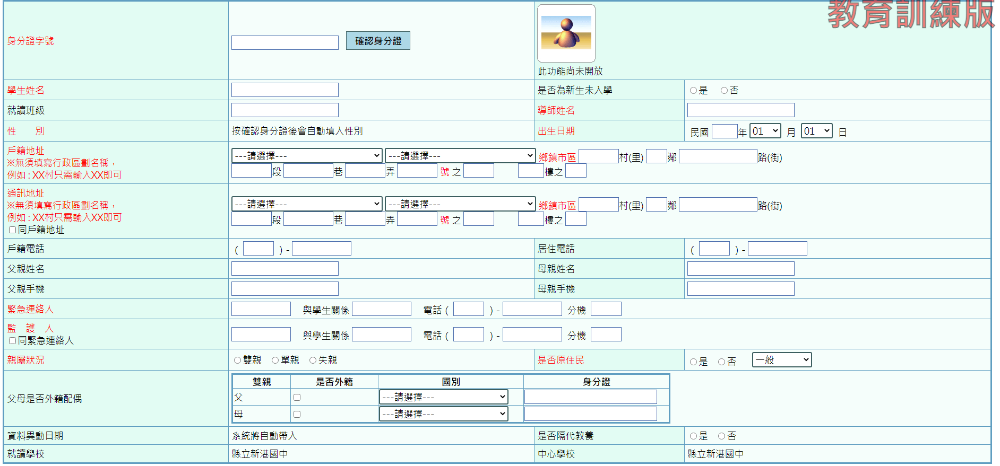 教育訓練版
身分證字號 確認身分證
此功能尚未開放
學生姓名 是否為新生未入學 是 否
就讀班級 導師姓名
性 別 按確認身分證後會自動填入性別 出生日期 民國 年 01 月 01 日
戶籍地址
※無須填寫行政區劃名稱，
例如 : XX村只需輸入XX即可
---請選擇--- ---請選擇--- 鄉鎮市區 村(里) 鄰 路(街)
段 巷 弄 號 之 樓之
通訊地址
※無須填寫行政區劃名稱，
例如 : XX村只需輸入XX即可
同戶籍地址
---請選擇--- ---請選擇--- 鄉鎮市區 村(里) 鄰 路(街)
段 巷 弄 號 之 樓之
戶籍電話 ( ) - 居住電話 ( ) -
父親姓名 母親姓名
父親手機 母親手機
緊急連絡人 與學生關係 電話 ( ) - 分機
監 護 人
同緊急連絡人
與學生關係 電話 ( ) - 分機
親屬狀況 雙親 單親 失親 是否原住民 是 否 一般
父母是否外籍配偶
雙親 是否外籍 國別 身分證
父 ---請選擇---
母 ---請選擇---
資料異動日期 系統將自動帶入 是否隔代教養 是 否
就讀學校 縣立新港國中 中心學校 縣立新港國中